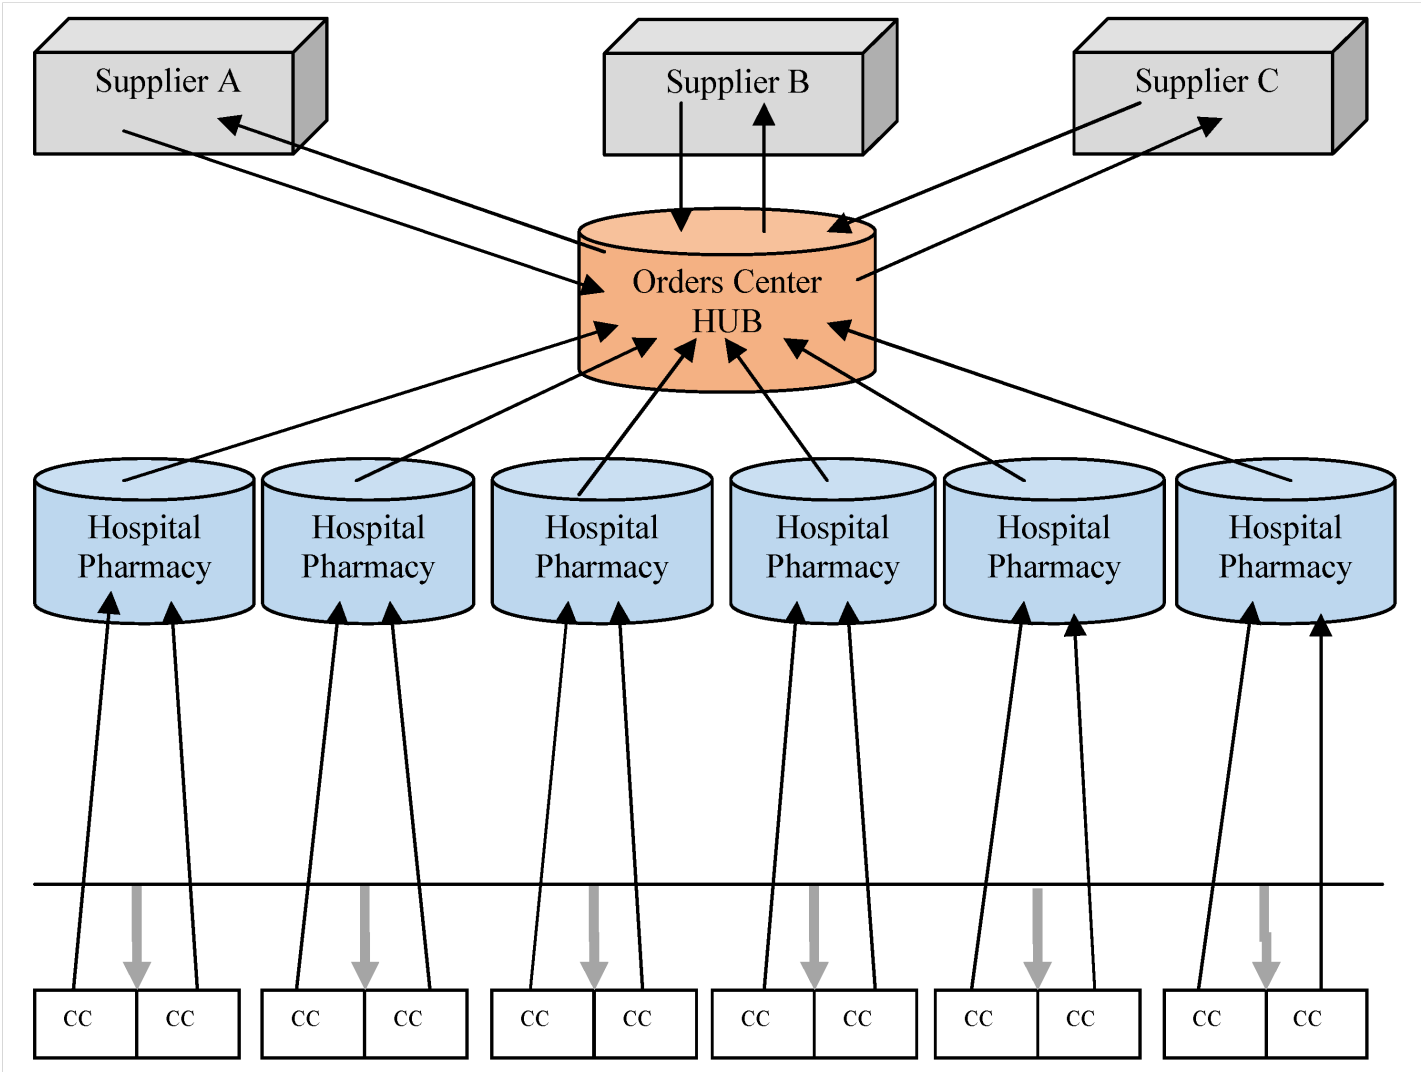 Supplier A
Supplier B
Supplier C
Orders Center
HUB
Hospital
Pharmacy
Hospital
Pharmacy
Hospital
Pharmacy
Hospital
Pharmacy
Hospital
Pharmacy
Hospital
Pharmacy
CC
CC
CC
CC
CC
CC
CC
CC
CC
CC
CC
CC